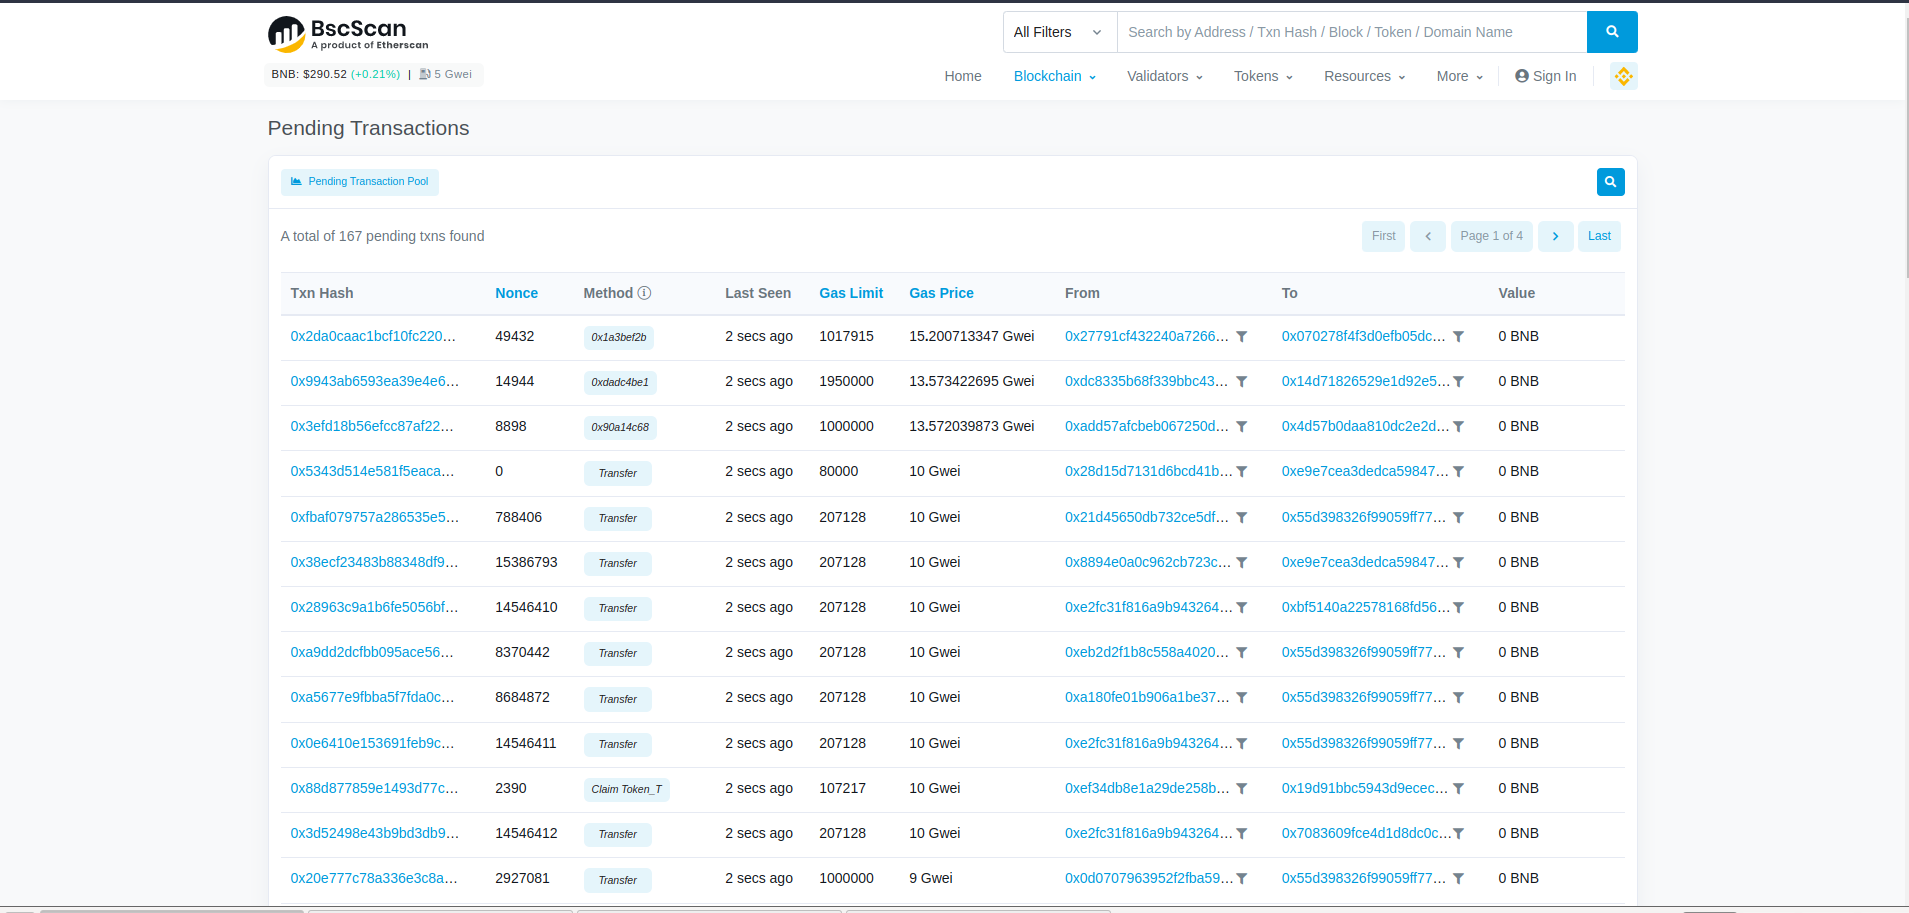 BscScan
A product of Etherscan
All Filters Search by Address / Txn Hash / Block / Token / Domain Name
BNB: $290.52 (+0.21%) | 5 Gwei
Home Blockchain Validators Tokens Resources More Sign In
Pending Transactions
Pending Transaction Pool
A total of 167 pending txns found
First Page 1 of 4 Last
Txn Hash Nonce Method Last Seen Gas Limit Gas Price From To Value
0x2da0caac1bcf10fc220... 49432 0x1a3bef2b 2 secs ago 1017915 15.200713347 Gwei 0x27791cf432240a7266... 0x070278f4f3d0efb05dc... 0 BNB
0x9943ab6593ea39e4e6... 14944 0xdadc4be1 2 secs ago 1950000 13.573422695 Gwei 0xdc8335b68f339bbc43... 0x14d71826529e1d92e5... 0 BNB
0x3efd18b56efcc87af22... 8898 0x90a14c68 2 secs ago 1000000 13.572039873 Gwei 0xadd57afcbeb067250d... 0x4d57b0daa810dc2e2d... 0 BNB
0x5343d514e581f5eaca... 0 Transfer 2 secs ago 80000 10 Gwei 0x28d15d7131d6bcd41b... 0xe9e7cea3dedca59847... 0 BNB
0xfbaf079757a286535e5... 788406 Transfer 2 secs ago 207128 10 Gwei 0x21d45650db732ce5df... 0x55d398326f99059ff77... 0 BNB
0x38ecf23483b88348df9... 15386793 Transfer 2 secs ago 207128 10 Gwei 0x8894e0a0c962cb723c... 0xe9e7cea3dedca59847... 0 BNB
0x28963c9a1b6fe5056bf... 14546410 Transfer 2 secs ago 207128 10 Gwei 0xe2fc31f816a9b943264... 0xbf5140a22578168fd56... 0 BNB
0xa9dd2dcfbb095ace56... 8370442 Transfer 2 secs ago 207128 10 Gwei 0xeb2d2f1b8c558a4020... 0x55d398326f99059ff77... 0 BNB
0xa5677e9fbba5f7fda0c... 8684872 Transfer 2 secs ago 207128 10 Gwei 0xa180fe01b906a1be37... 0x55d398326f99059ff77... 0 BNB
0x0e6410e153691feb9c... 14546411 Transfer 2 secs ago 207128 10 Gwei 0xe2fc31f816a9b943264... 0x55d398326f99059ff77... 0 BNB
0x88d877859e1493d77c... 2390 Claim Token_T 2 secs ago 107217 10 Gwei 0xef34db8e1a29de258b... 0x19d91bbc5943d9ecec... 0 BNB
0x3d52498e43b9bd3db9... 14546412 Transfer 2 secs ago 207128 10 Gwei 0xe2fc31f816a9b943264... 0x7083609fce4d1d8dc0c... 0 BNB
0x20e777c78a336e3c8a... 2927081 Transfer 2 secs ago 1000000 9 Gwei 0x0d0707963952f2fba59... 0x55d398326f99059ff77... 0 BNB